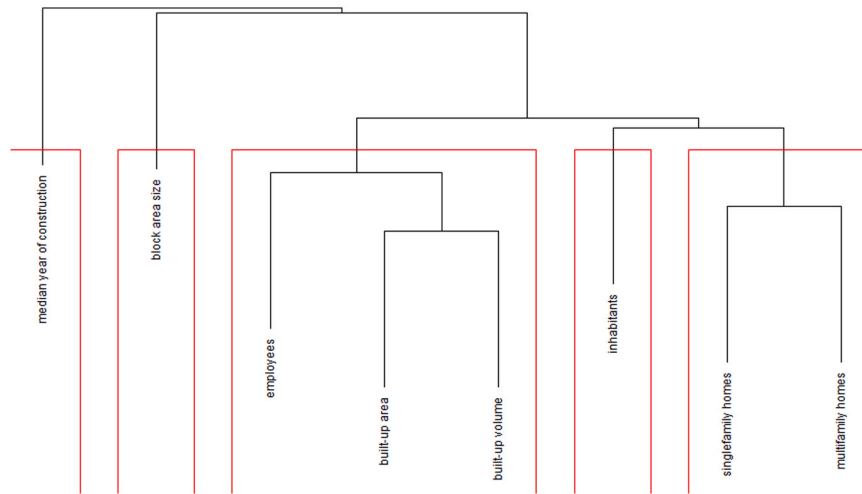 median year of construction
block area size
employees
built-up area
built-up volume
inhabitants
singlefamily homes
multifamily homes